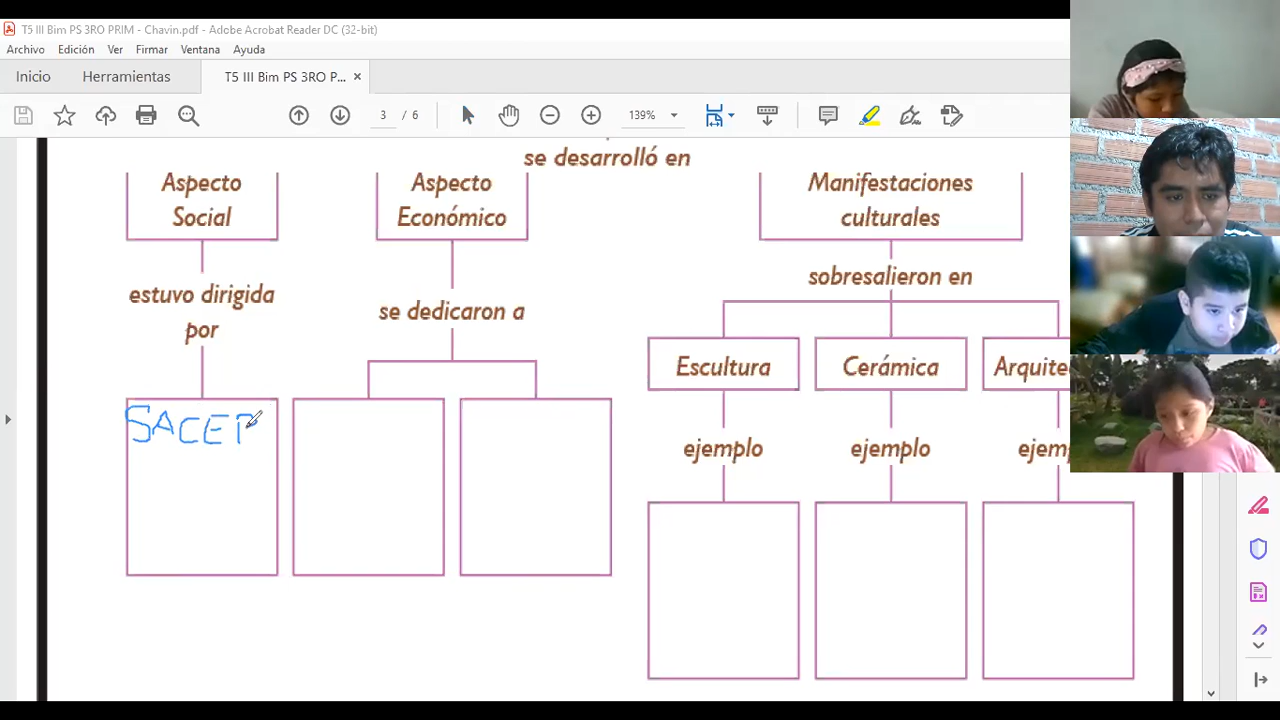 T5 III Bim PS 3RO PRIM - Chavin.pdf - Adobe Acrobat Reader DC (32-bit)
Archivo Edición Ver Firmar Ventana Ayuda
Inicio Herramientas T5 III Bim PS 3RO P... ×
3 / 6 139%
se desarrolló en
Aspecto Social
Aspecto Económico
Manifestaciones culturales
estuvo dirigida por
se dedicaron a
sobresalieron en
Escultura Cerámica Arquite
SACER
ejemplo ejemplo ejemp